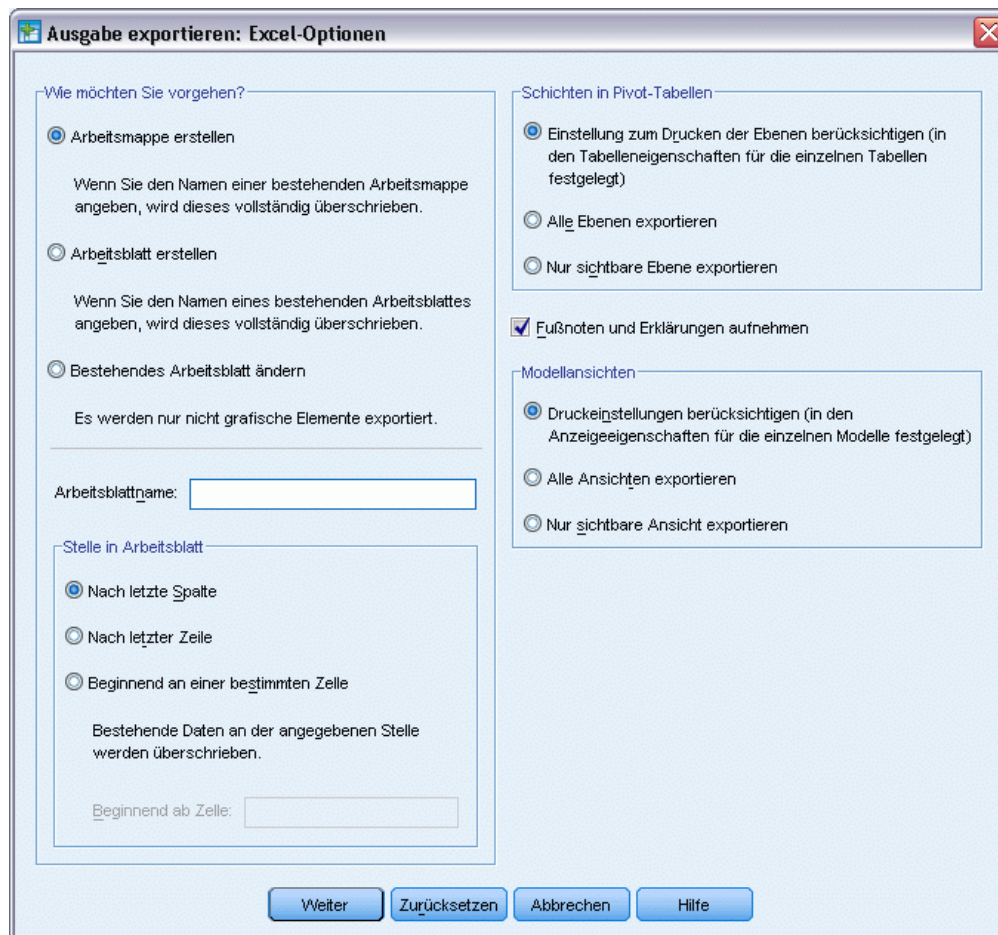 Ausgabe exportieren: Excel-Optionen
Wie möchten Sie vorgehen?
Arbeitsmappe erstellen
Wenn Sie den Namen einer bestehenden Arbeitsmappe
angeben, wird dieses vollständig überschrieben.
Arbeitsblatt erstellen
Wenn Sie den Namen eines bestehenden Arbeitsblattes
angeben, wird dieses vollständig überschrieben.
Bestehendes Arbeitsblatt ändern
Es werden nur nicht grafische Elemente exportiert.
Arbeitsblattname:
Stelle in Arbeitsblatt
Nach letzte Spalte
Nach letzter Zeile
Beginnend an einer bestimmten Zelle
Bestehende Daten an der angegebenen Stelle
werden überschrieben.
Beginnend ab Zelle:
Schichten in Pivot-Tabellen
Einstellung zum Drucken der Ebenen berücksichtigen (in
den Tabelleneigenschaften für die einzelnen Tabellen
festgelegt)
Alle Ebenen exportieren
Nur sichtbare Ebene exportieren
Fußnoten und Erklärungen aufnehmen
Modellansichten
Druckeinstellungen berücksichtigen (in den
Anzeigeeigenschaften für die einzelnen Modelle festgelegt)
Alle Ansichten exportieren
Nur sichtbare Ansicht exportieren
Weiter
Zurücksetzen
Abbrechen
Hilfe